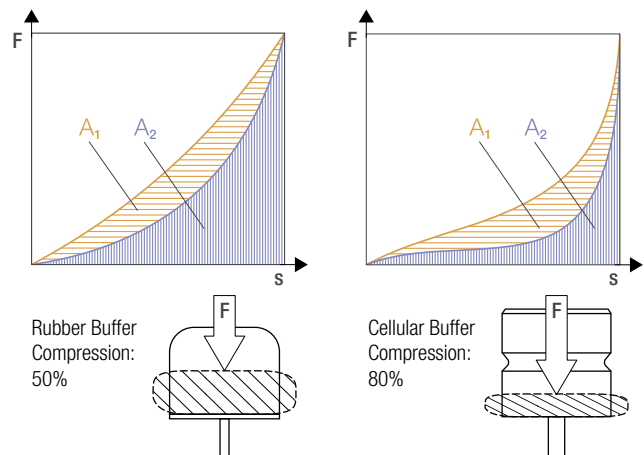 F
A₁
A₂
s
F
A₁
A₂
s
Rubber Buffer
Compression:
50%
F
Cellular Buffer
Compression:
80%
F